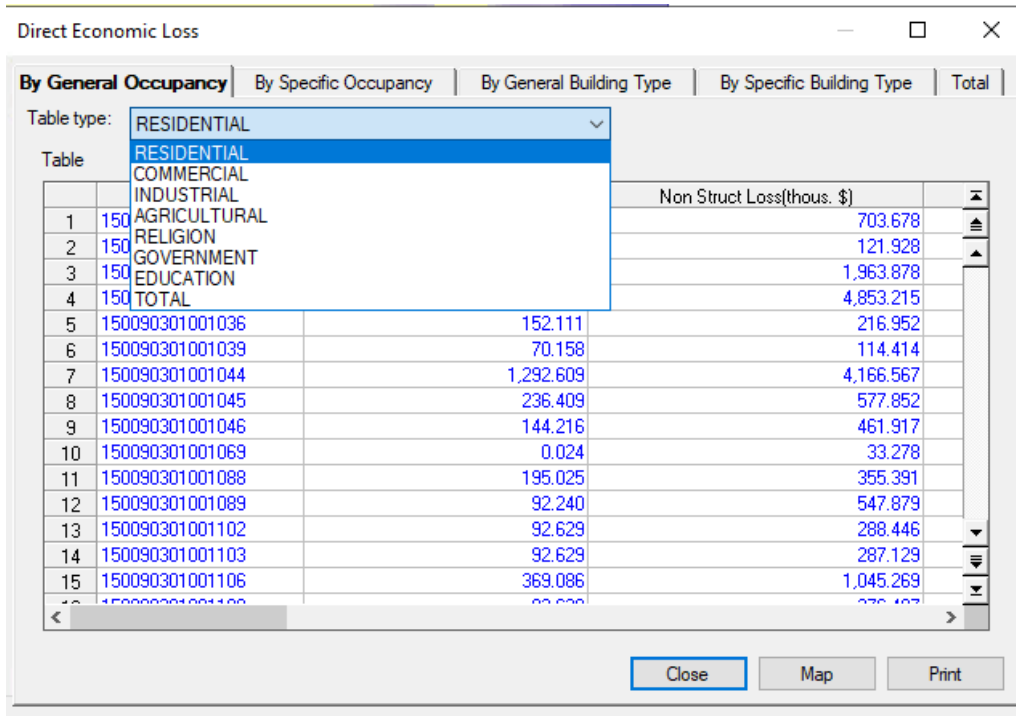 Direct Economic Loss
By General Occupancy By Specific Occupancy By General Building Type By Specific Building Type Total
Table type: RESIDENTIAL
RESIDENTIAL
Table
COMMERCIAL
INDUSTRIAL
AGRICULTURAL
RELIGION
GOVERNMENT
EDUCATION
TOTAL
Non Struct Loss(thous. $)
1 150 703.678
2 150 121.928
3 150 1,963.878
4 150 4,853.215
5 150090301001036 152.111 216.952
6 150090301001039 70.158 114.414
7 150090301001044 1,292.609 4,166.567
8 150090301001045 236.409 577.852
9 150090301001046 144.216 461.917
10 150090301001069 0.024 33.278
11 150090301001088 195.025 355.391
12 150090301001089 92.240 547.879
13 150090301001102 92.629 288.446
14 150090301001103 92.629 287.129
15 150090301001106 369.086 1,045.269
Close Map Print